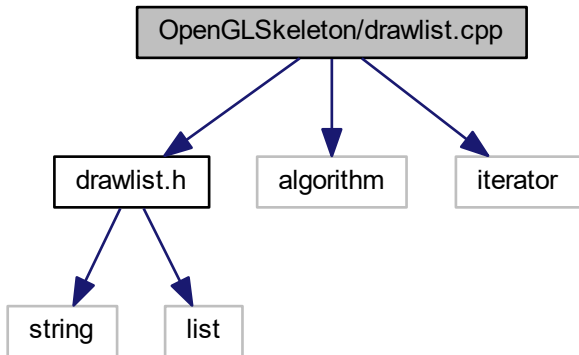 OpenGLSkeleton/drawlist.cpp
drawlist.h
algorithm
iterator
string
list